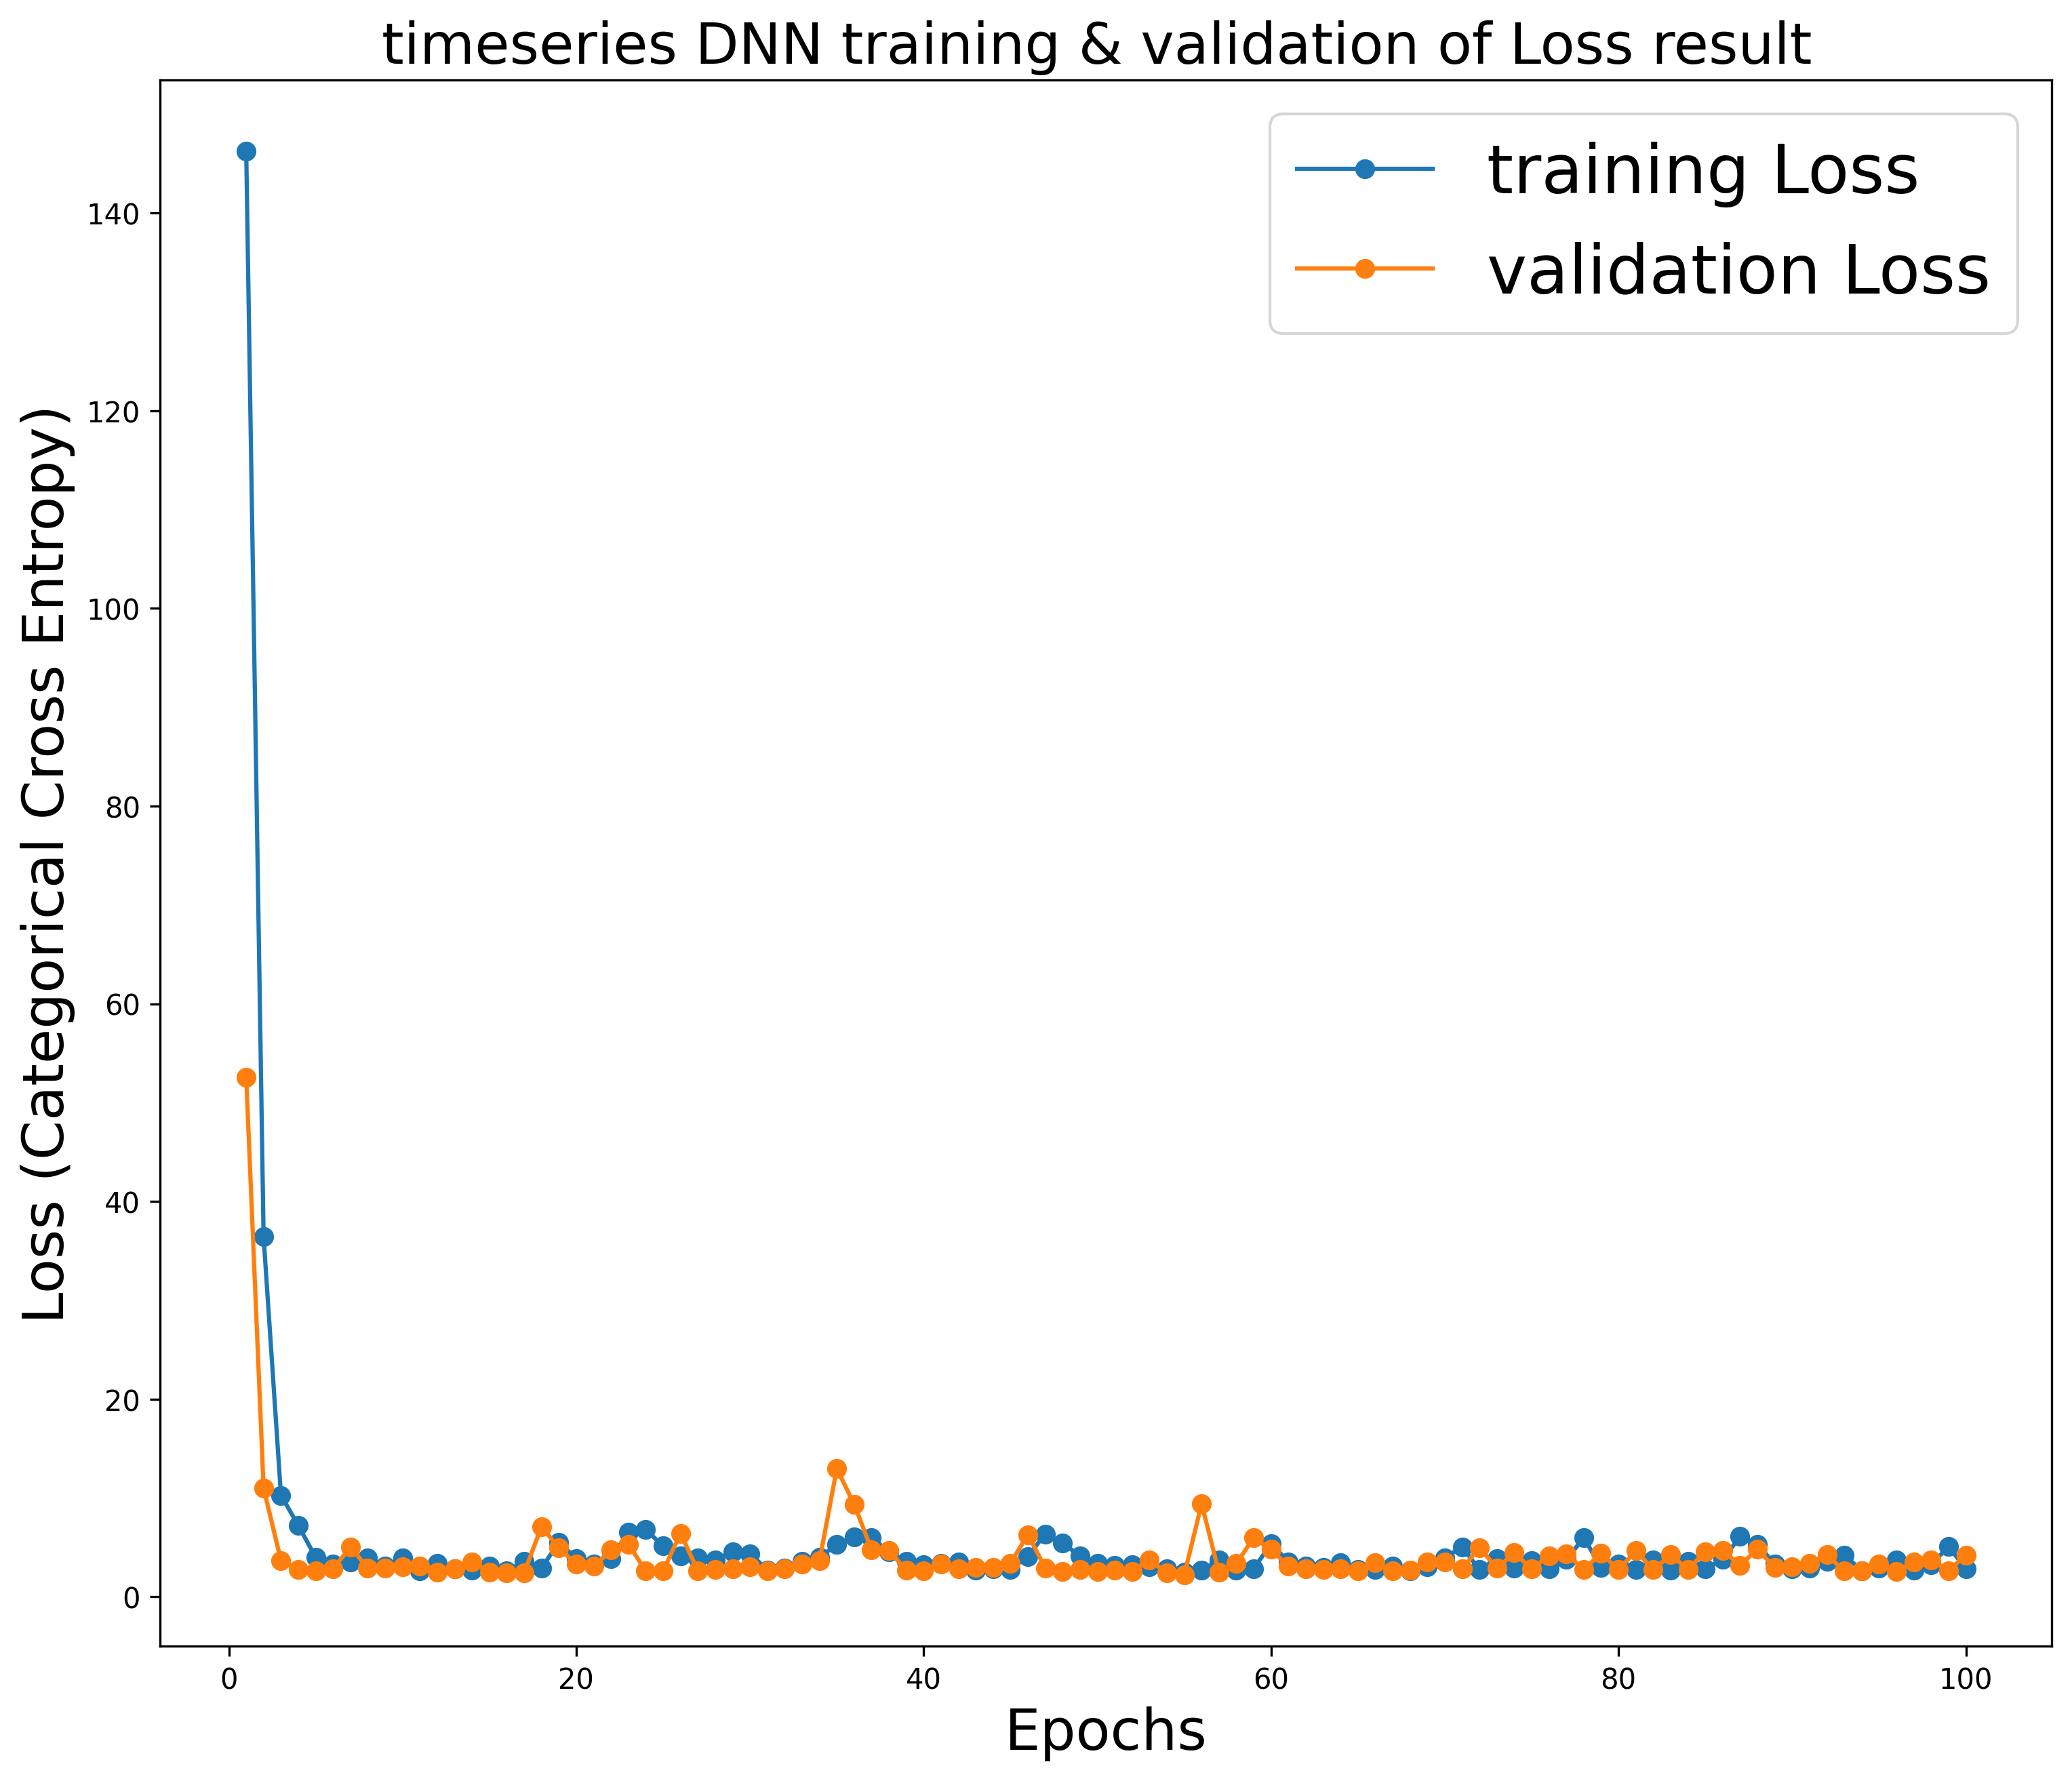 timeseries DNN training & validation of Loss result
training Loss
validation Loss
Loss (Categorical Cross Entropy)
140
120
100
80
60
40
20
0
0 20 40 60 80 100
Epochs